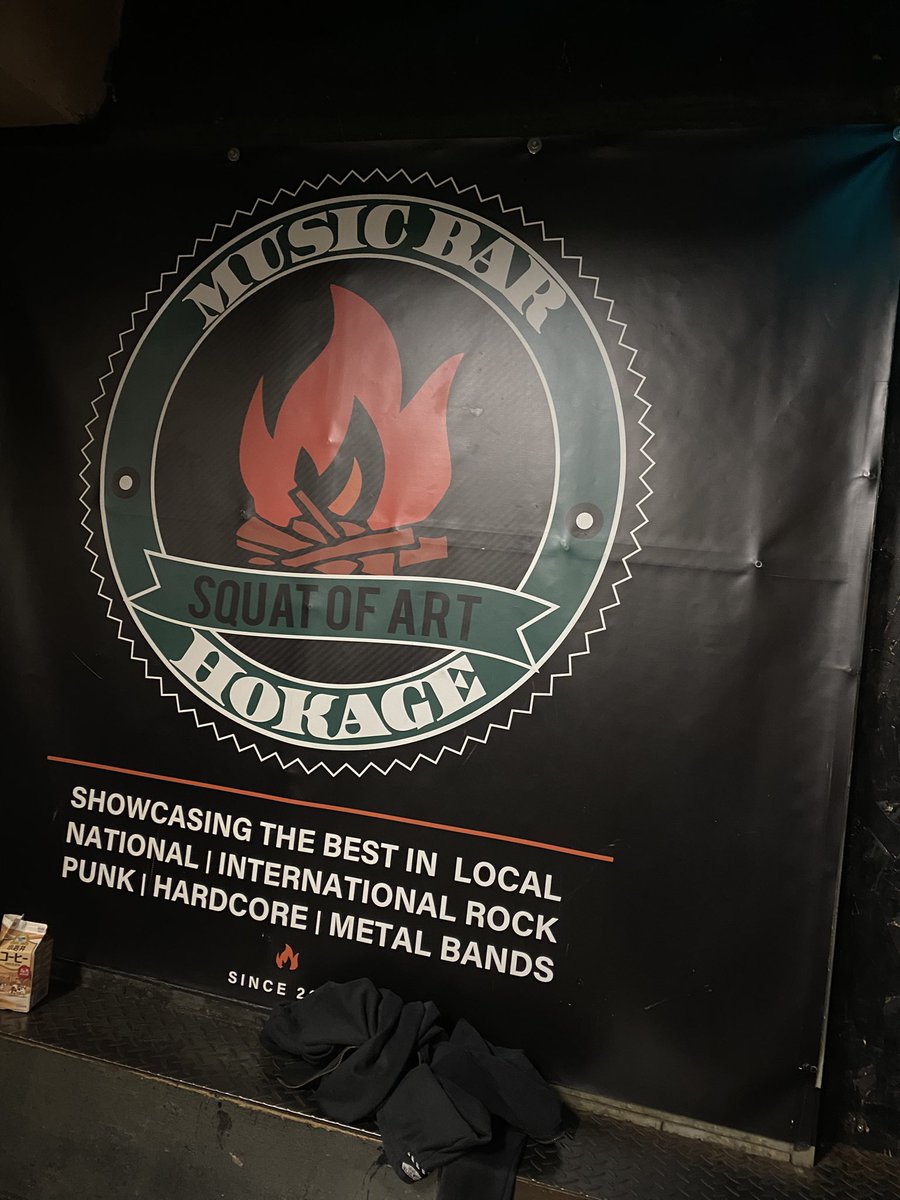 MUSIC BAR
SQUAT OF ART
HOKAGE
SHOWCASING THE BEST IN LOCAL
NATIONAL | INTERNATIONAL ROCK
PUNK | HARDCORE | METAL BANDS
SINCE
コーヒー